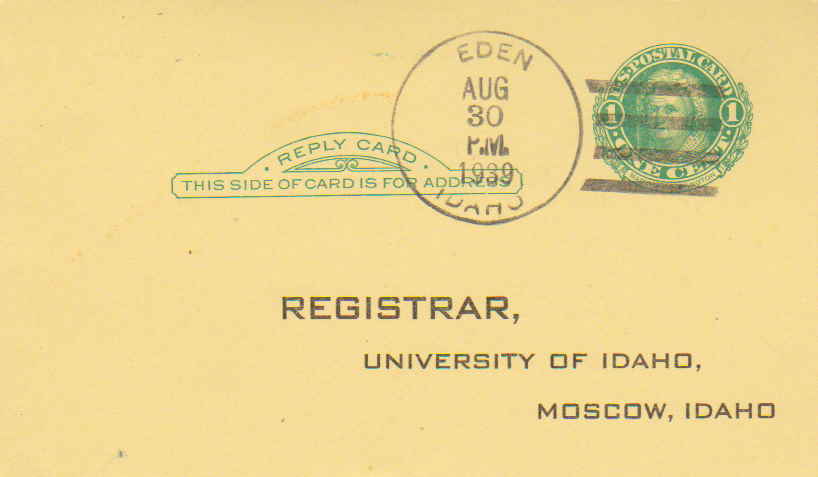 EDEN
AUG
30
P.M.
1939
IDAHO
U.S. POSTAL CARD
1 1
ONE CENT.
REPLY CARD
THIS SIDE OF CARD IS FOR ADDRESS
REGISTRAR,
UNIVERSITY OF IDAHO,
MOSCOW, IDAHO